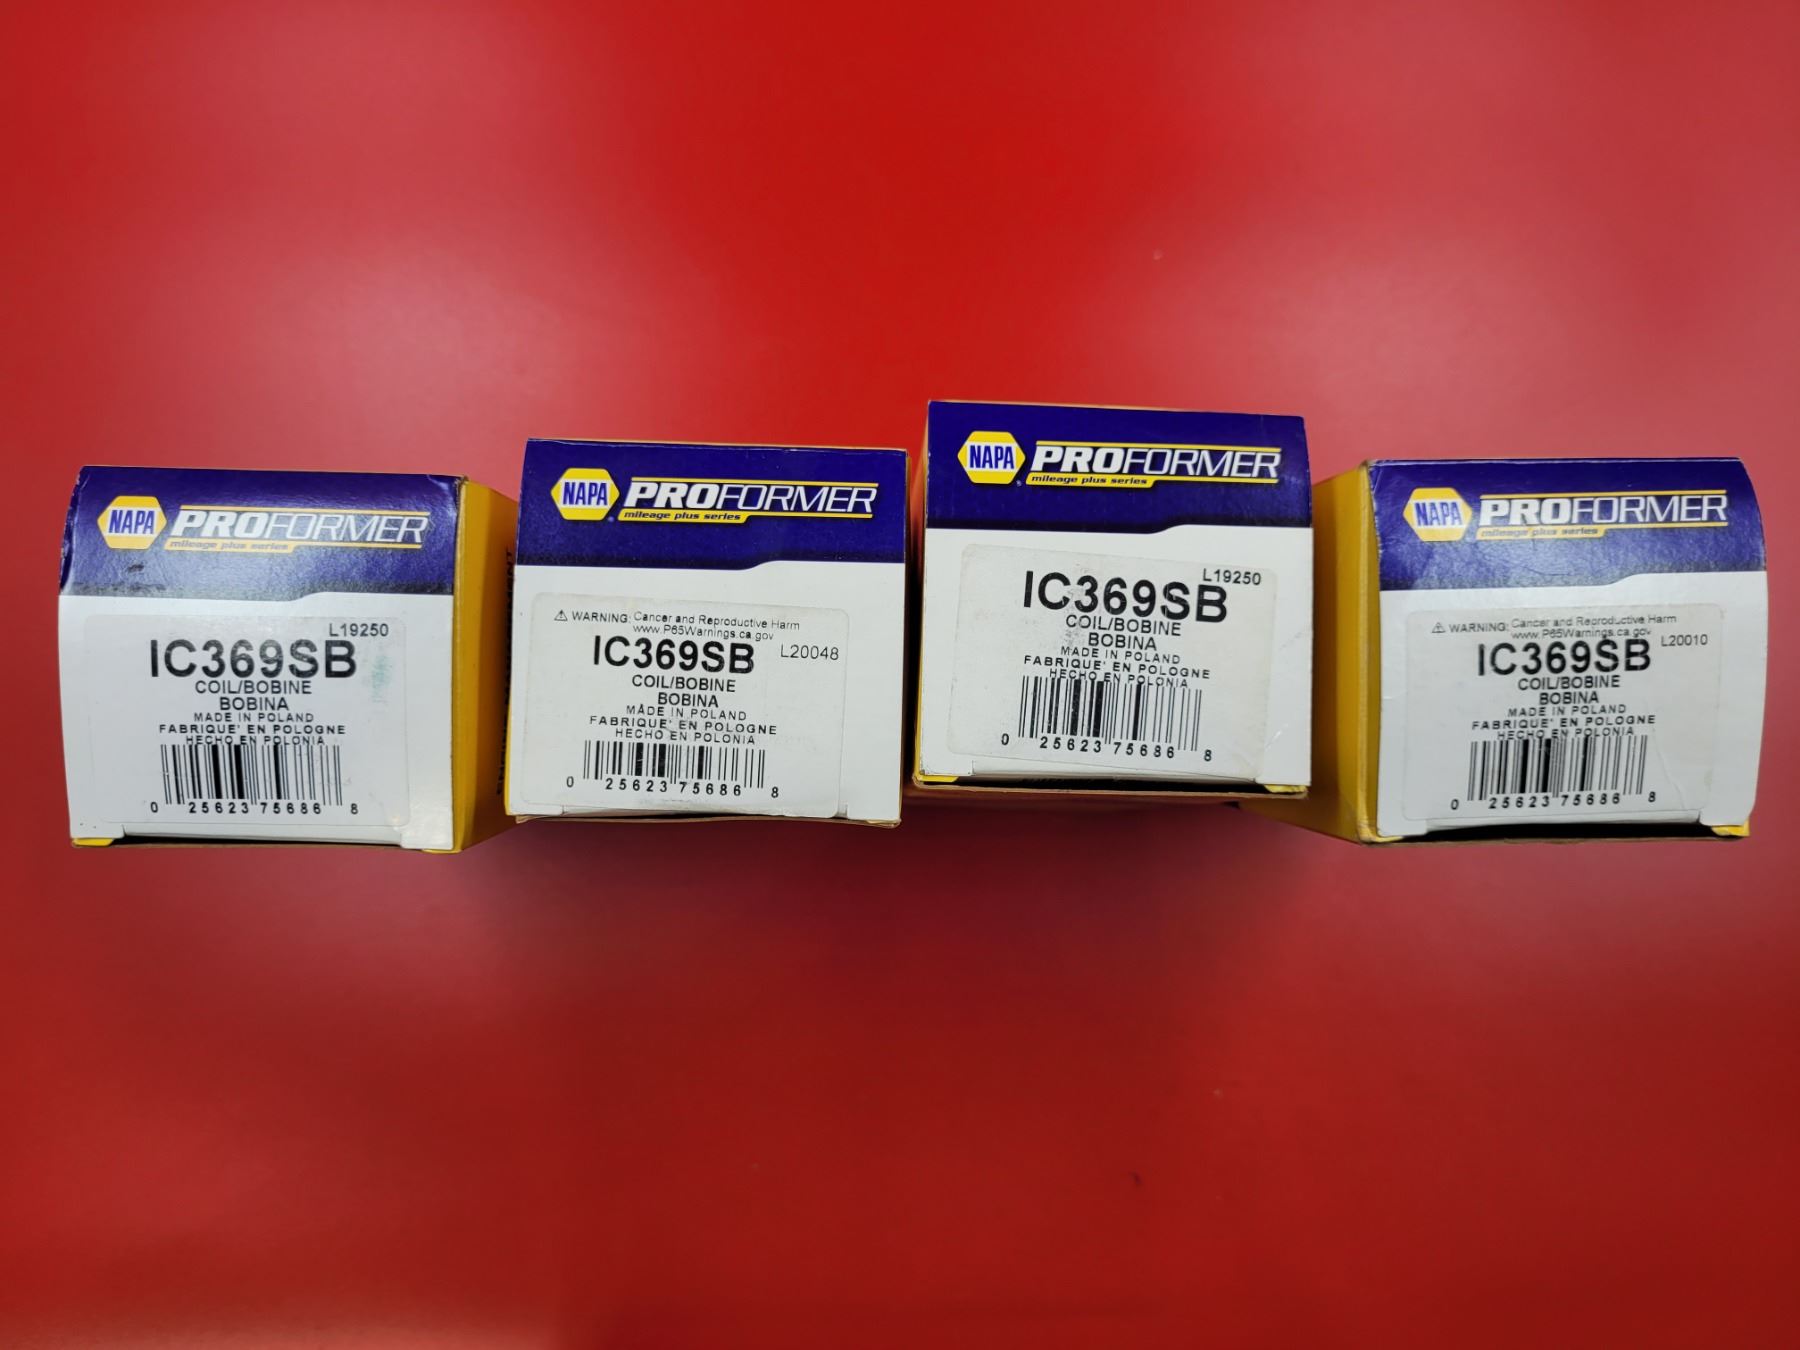 NAPA PROFORMER
mileage plus series
L19250
IC369SB
COIL/BOBINE
BOBINA
MADE IN POLAND
FABRIQUE' EN POLOGNE
HECHO EN POLONIA
0 25623 75686 8
NAPA PROFORMER
mileage plus series
⚠ WARNING: Cancer and Reproductive Harm
www.P65Warnings.ca.gov
IC369SB L20048
COIL/BOBINE
BOBINA
MADE IN POLAND
FABRIQUE' EN POLOGNE
HECHO EN POLONIA
0 25623 75686 8
NAPA PROFORMER
mileage plus series
L19250
IC369SB
COIL/BOBINE
BOBINA
MADE IN POLAND
FABRIQUE' EN POLOGNE
HECHO EN POLONIA
0 25623 75686 8
NAPA PROFORMER
mileage plus series
⚠ WARNING: Cancer and Reproductive Harm
www.P65Warnings.ca.gov
IC369SB L20010
COIL/BOBINE
BOBINA
MADE IN POLAND
FABRIQUE' EN POLOGNE
HECHO EN POLONIA
0 25623 75686 8